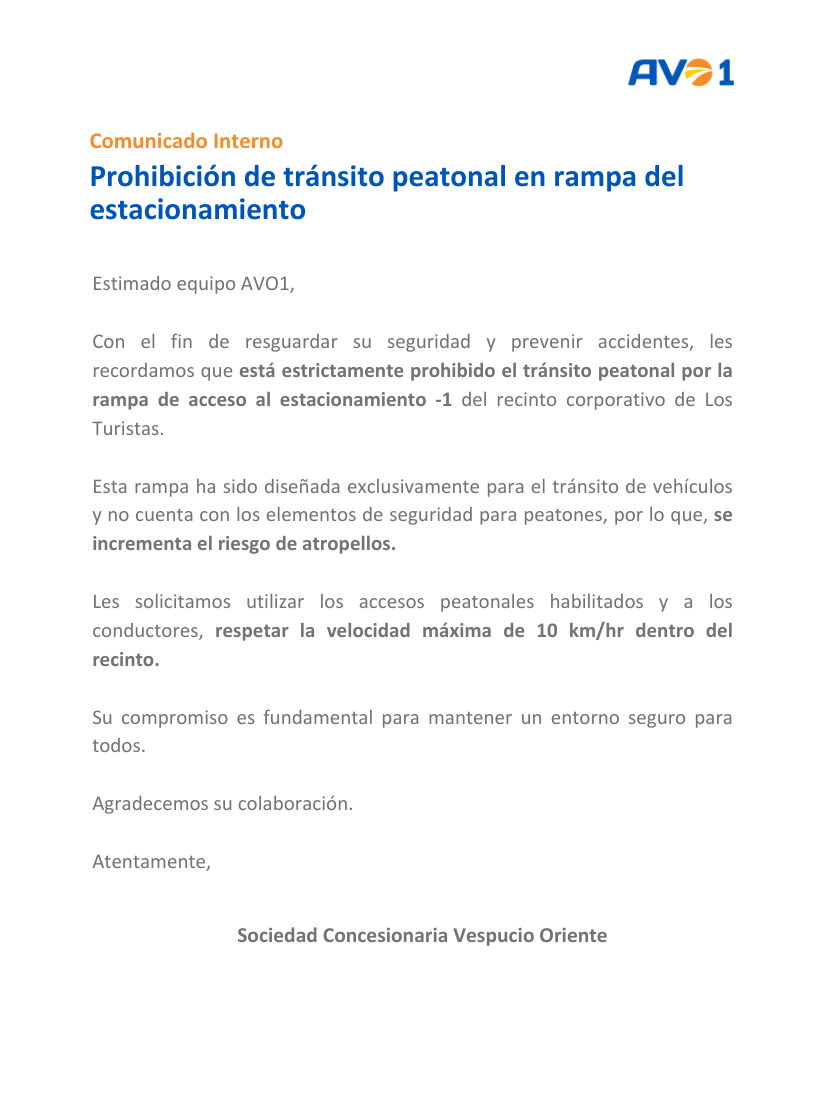 AVO1
Comunicado Interno
Prohibición de tránsito peatonal en rampa del
estacionamiento
Estimado equipo AVO1,
Con el fin de resguardar su seguridad y prevenir accidentes, les
recordamos que está estrictamente prohibido el tránsito peatonal por la
rampa de acceso al estacionamiento -1 del recinto corporativo de Los
Turistas.
Esta rampa ha sido diseñada exclusivamente para el tránsito de vehículos
y no cuenta con los elementos de seguridad para peatones, por lo que, se
incrementa el riesgo de atropellos.
Les solicitamos utilizar los accesos peatonales habilitados y a los
conductores, respetar la velocidad máxima de 10 km/hr dentro del
recinto.
Su compromiso es fundamental para mantener un entorno seguro para
todos.
Agradecemos su colaboración.
Atentamente,
Sociedad Concesionaria Vespucio Oriente